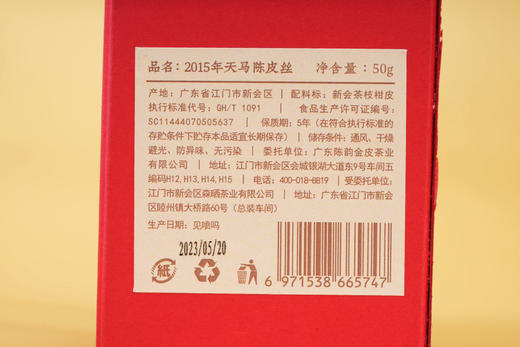 品名：2015年天马陈皮丝 净含量：50g
产地：广东省江门市新会区 | 配料标：新会茶枝柑皮
执行标准代号：GH/T 1091 | 食品生产许可证编号：
SC11444070505637 | 保质期：5年（在符合执行标准的
存贮条件下贮存本品适宜长期保存） | 储存条件：通风、干燥
避光、防异味、无污染 | 委托单位：广东陈韵金皮茶业
有限公司 | 地址：江门市新会区会城银湖大道东9号车间五
编码H12,H13,H14,H15 | 电话：400-018-8819 | 受委托单位：
江门市新会区森晒茶业有限公司 | 地址：广东省江门市新会
区睦州镇大桥路60号（总装车间）
生产日期：见喷吗
2023/05/20
紙
6 971538 665747